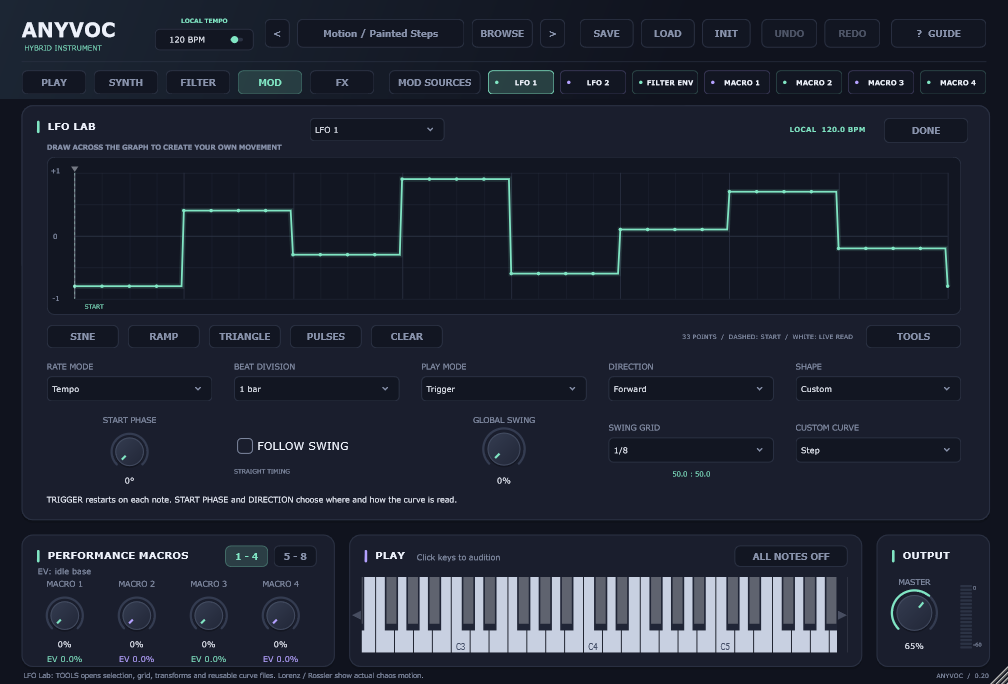 ANYVOC
HYBRID INSTRUMENT
LOCAL TEMPO
120 BPM
< Motion / Painted Steps BROWSE > SAVE LOAD INIT UNDO REDO ? GUIDE
PLAY SYNTH FILTER MOD FX MOD SOURCES LFO 1 LFO 2 FILTER ENV MACRO 1 MACRO 2 MACRO 3 MACRO 4
LFO LAB LFO 1 LOCAL 120.0 BPM DONE
DRAW ACROSS THE GRAPH TO CREATE YOUR OWN MOVEMENT
+1
0
-1
START
SINE RAMP TRIANGLE PULSES CLEAR 33 POINTS / DASHED: START / WHITE: LIVE READ TOOLS
RATE MODE BEAT DIVISION PLAY MODE DIRECTION SHAPE
Tempo 1 bar Trigger Forward Custom
START PHASE GLOBAL SWING SWING GRID CUSTOM CURVE
FOLLOW SWING 1/8 Step
STRAIGHT TIMING 50.0 : 50.0
0° 0%
TRIGGER restarts on each note. START PHASE and DIRECTION choose where and how the curve is read.
PERFORMANCE MACROS 1 - 4 5 - 8
EV: idle base
MACRO 1 MACRO 2 MACRO 3 MACRO 4
0% 0% 0% 0%
EV 0.0% EV 0.0% EV 0.0% EV 0.0%
PLAY Click keys to audition ALL NOTES OFF
C3 C4 C5
OUTPUT
MASTER
0
-60
65%
LFO Lab: TOOLS opens selection, grid, transforms and reusable curve files. Lorenz / Rossler show actual chaos motion. ANYVOC / 0.20